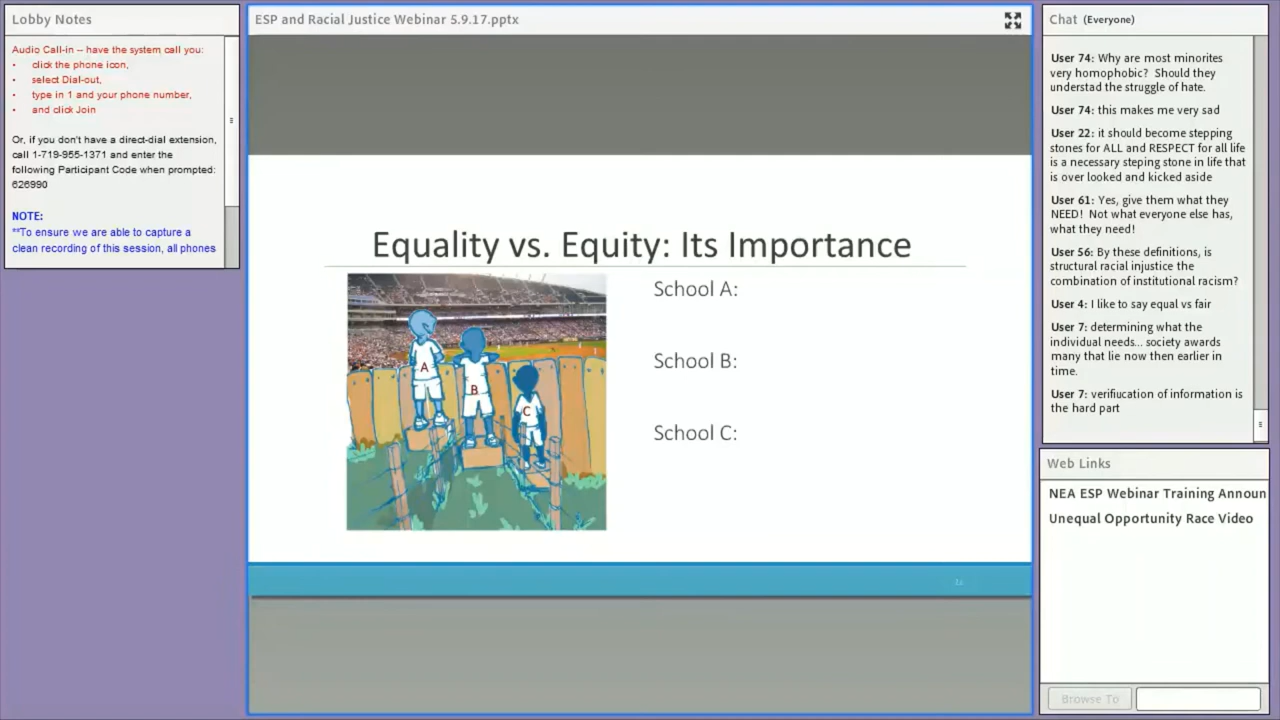 Lobby Notes
Audio Call-in – have the system call you:
• click the phone icon,
• select Dial-out,
• type in 1 and your phone number,
• and click Join
Or, if you don't have a direct-dial extension,
call 1-719-955-1371 and enter the
following Participant Code when prompted:
626990
NOTE:
**To ensure we are able to capture a
clean recording of this session, all phones
ESP and Racial Justice Webinar 5.9.17.pptx
Equality vs. Equity: Its Importance
A
B
C
School A:
School B:
School C:
Chat (Everyone)
User 74: Why are most minorites
very homophobic? Should they
understad the struggle of hate.
User 74: this makes me very sad
User 22: it should become stepping
stones for ALL and RESPECT for all life
is a necessary steping stone in life that
is over looked and kicked aside
User 61: Yes, give them what they
NEED! Not what everyone else has,
what they need!
User 56: By these definitions, is
structural racial injustice the
combination of institutional racism?
User 4: I like to say equal vs fair
User 7: determining what the
individual needs... society awards
many that lie now then earlier in
time.
User 7: verifiucation of information is
the hard part
Web Links
NEA ESP Webinar Training Announ
Unequal Opportunity Race Video
Browse To